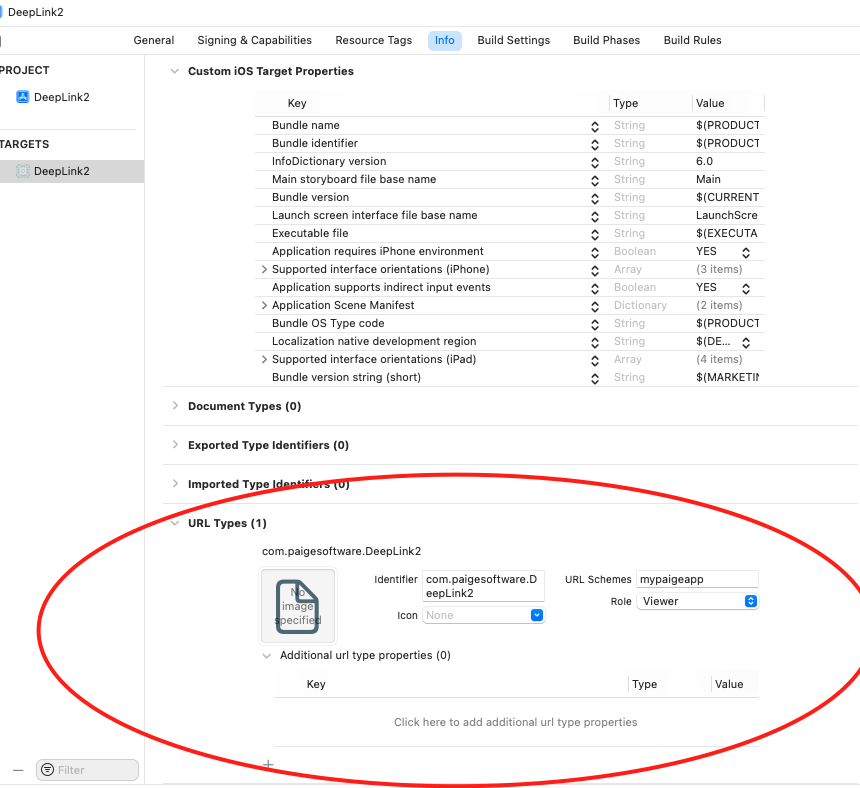 DeepLink2
General Signing & Capabilities Resource Tags Info Build Settings Build Phases Build Rules
PROJECT
DeepLink2
TARGETS
DeepLink2
Custom iOS Target Properties
Key Type Value
Bundle name String $(PRODUCT
Bundle identifier String $(PRODUCT
InfoDictionary version String 6.0
Main storyboard file base name String Main
Bundle version String $(CURRENT
Launch screen interface file base name String LaunchScre
Executable file String $(EXECUTA
Application requires iPhone environment Boolean YES
Supported interface orientations (iPhone) Array (3 items)
Application supports indirect input events Boolean YES
Application Scene Manifest Dictionary (2 items)
Bundle OS Type code String $(PRODUCT
Localization native development region String $(DE...
Supported interface orientations (iPad) Array (4 items)
Bundle version string (short) String $(MARKETIN
Document Types (0)
Exported Type Identifiers (0)
Imported Type Identifiers (0)
URL Types (1)
com.paigesoftware.DeepLink2
No
image
specified
Identifier com.paigesoftware.D
eepLink2
URL Schemes mypaigeapp
Icon None
Role Viewer
Additional url type properties (0)
Key Type Value
Click here to add additional url type properties
Filter